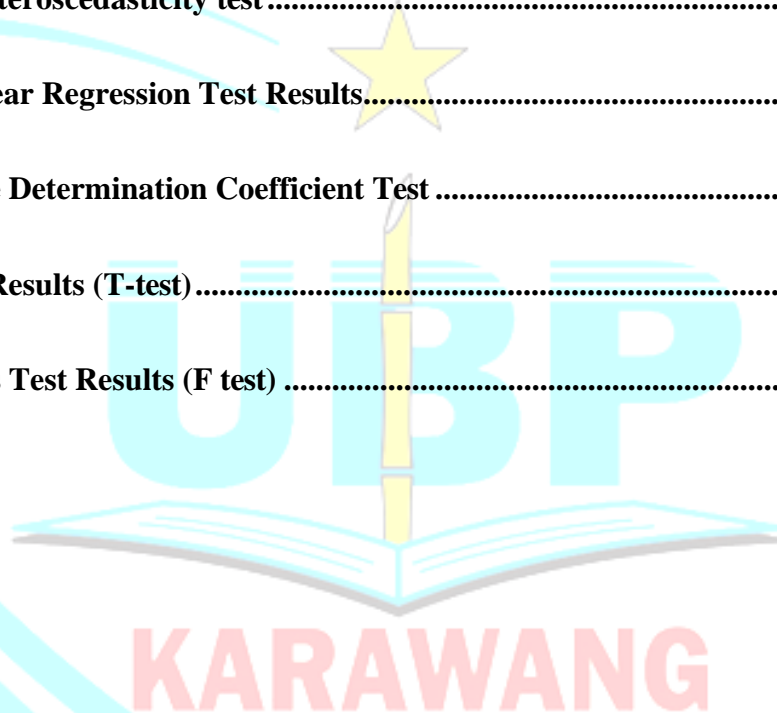 teroscedasticity test................................................................
ear Regression Test Results....................................................
Determination Coefficient Test ...........................................
Results (T-test)..........................................................................
Test Results (F test) ..............................................................
UBP
KARAWANG